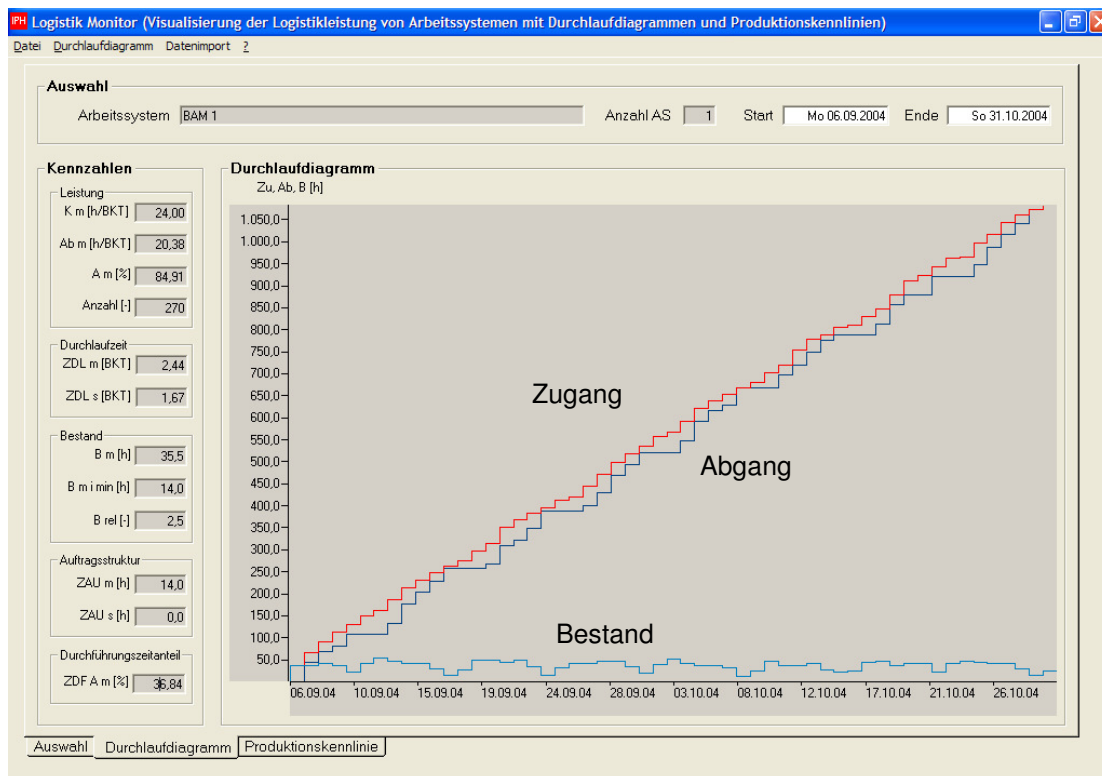 IPH Logistik Monitor (Visualisierung der Logistikleistung von Arbeitssystemen mit Durchlaufdiagrammen und Produktionskennlinien)
Datei Durchlaufdiagramm Datenimport ?
Auswahl
Arbeitssystem BAM 1 Anzahl AS 1 Start Mo 06.09.2004 Ende So 31.10.2004
Kennzahlen
Leistung
K m [h/BKT] 24,00
Ab m [h/BKT] 20,38
A m [%] 84,91
Anzahl [-] 270
Durchlaufzeit
ZDL m [BKT] 2,44
ZDL s [BKT] 1,67
Bestand
B m [h] 35,5
B m i min [h] 14,0
B rel [-] 2,5
Auftragsstruktur
ZAU m [h] 14,0
ZAU s [h] 0,0
Durchführungszeitanteil
ZDF A m [%] 36,84
Durchlaufdiagramm
Zu, Ab, B [h]
1.050,0
1.000,0
950,0
900,0
850,0
800,0
750,0
700,0
650,0
600,0
550,0
500,0
450,0
400,0
350,0
300,0
250,0
200,0
150,0
100,0
50,0
Zugang
Abgang
Bestand
06.09.04 10.09.04 15.09.04 19.09.04 24.09.04 28.09.04 03.10.04 08.10.04 12.10.04 17.10.04 21.10.04 26.10.04
Auswahl Durchlaufdiagramm Produktionskennlinie